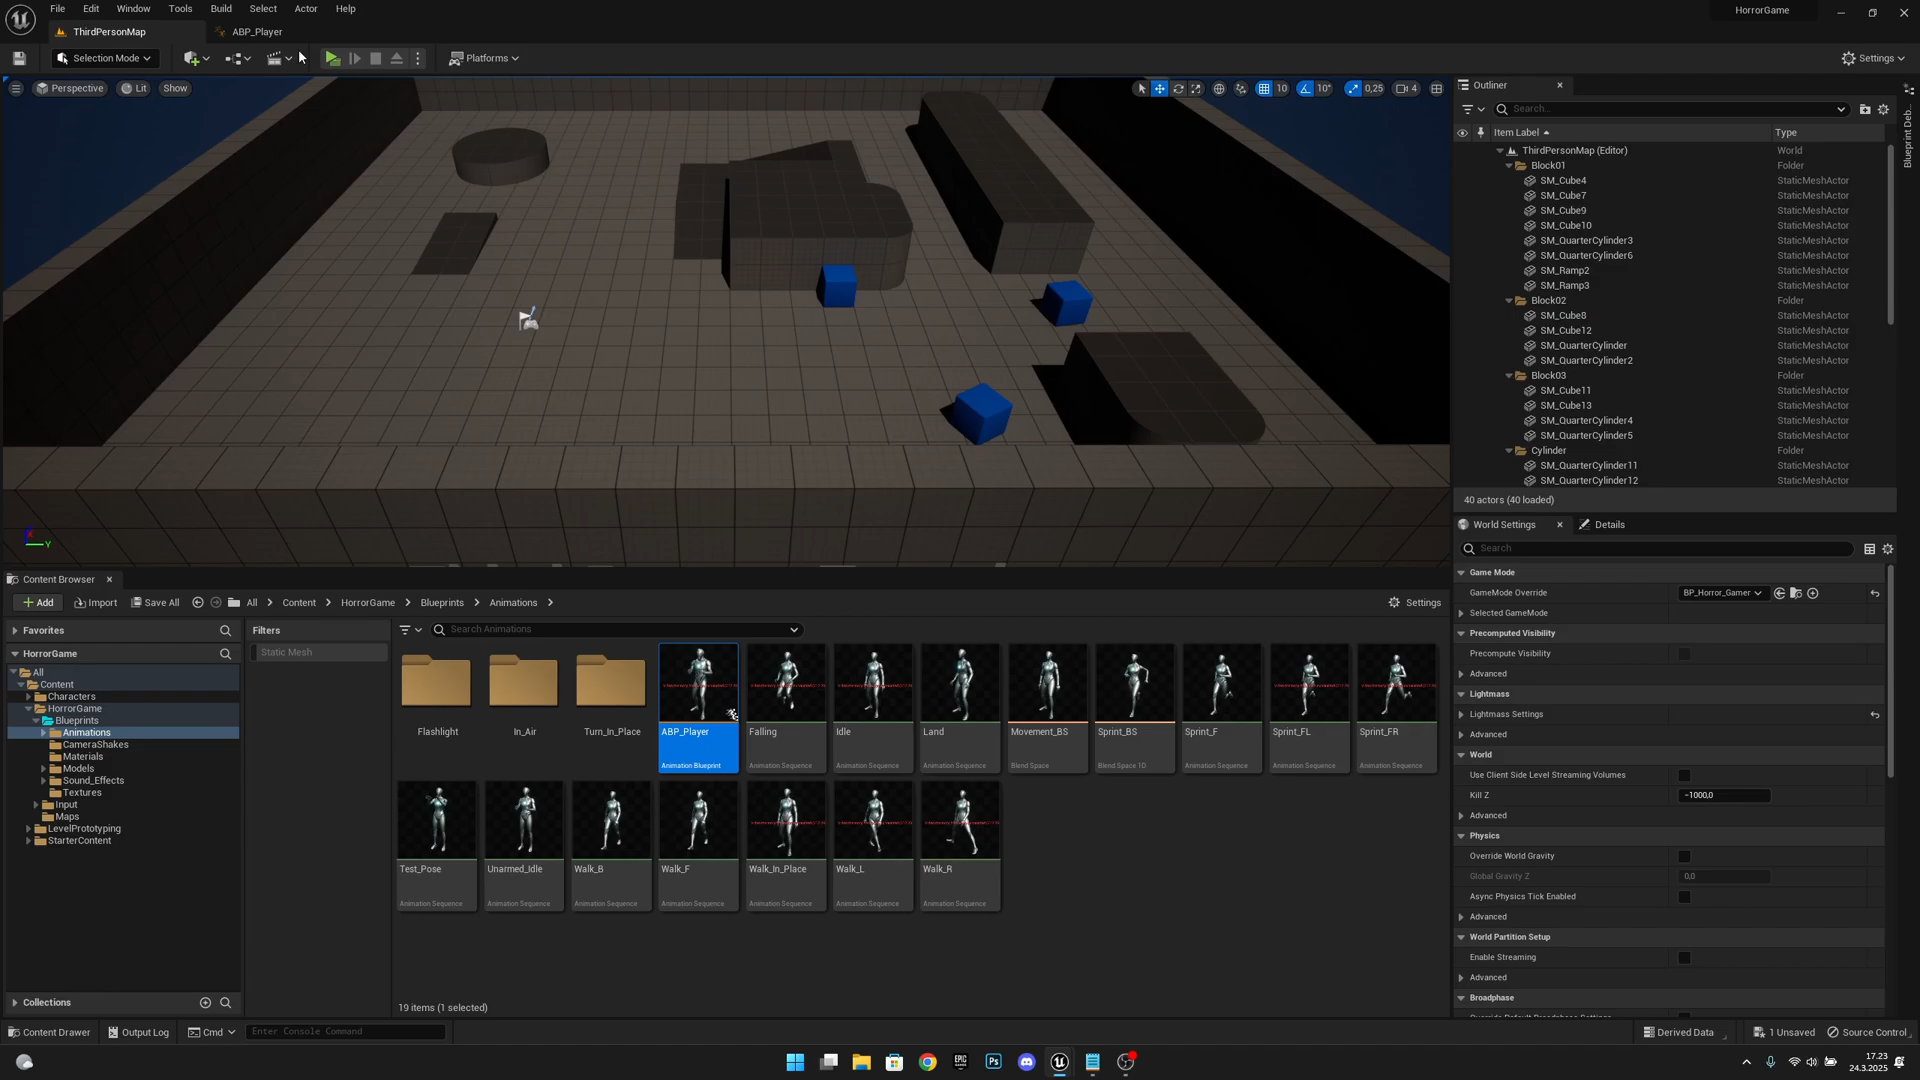 File Edit Window Tools Build Select Actor Help
HorrorGame
ThirdPersonMap
ABP_Player
Selection Mode
Platforms
Settings
Perspective Lit Show
10 10° 0,25 4
Outliner
Search...
Item Label Type
ThirdPersonMap (Editor) World
Block01 Folder
SM_Cube4 StaticMeshActor
SM_Cube7 StaticMeshActor
SM_Cube9 StaticMeshActor
SM_Cube10 StaticMeshActor
SM_QuarterCylinder3 StaticMeshActor
SM_QuarterCylinder6 StaticMeshActor
SM_Ramp2 StaticMeshActor
SM_Ramp3 StaticMeshActor
Block02 Folder
SM_Cube8 StaticMeshActor
SM_Cube12 StaticMeshActor
SM_QuarterCylinder StaticMeshActor
SM_QuarterCylinder2 StaticMeshActor
Block03 Folder
SM_Cube11 StaticMeshActor
SM_Cube13 StaticMeshActor
SM_QuarterCylinder4 StaticMeshActor
SM_QuarterCylinder5 StaticMeshActor
Cylinder Folder
SM_QuarterCylinder11 StaticMeshActor
SM_QuarterCylinder12 StaticMeshActor
40 actors (40 loaded)
Blueprint Deb...
World Settings
Details
Search
Game Mode
GameMode Override BP_Horror_Gamer
Selected GameMode
Precomputed Visibility
Precompute Visibility
Advanced
Lightmass
Lightmass Settings
Advanced
World
Use Client Side Level Streaming Volumes
Kill Z -1000,0
Advanced
Physics
Override World Gravity
Global Gravity Z 0,0
Async Physics Tick Enabled
Advanced
World Partition Setup
Enable Streaming
Advanced
Broadphase
Y
Content Browser
Add Import Save All All Content HorrorGame Blueprints Animations
Settings
Favorites
HorrorGame
All
Content
Characters
HorrorGame
Blueprints
Animations
CameraShakes
Materials
Models
Sound_Effects
Textures
Input
Maps
LevelPrototyping
StarterContent
Collections
Filters
Static Mesh
Search Animations
Flashlight In_Air Turn_In_Place ABP_Player Falling Idle Land Movement_BS Sprint_BS Sprint_F Sprint_FL Sprint_FR
Animation Blueprint Animation Sequence Animation Sequence Animation Sequence Blend Space Blend Space 1D Animation Sequence Animation Sequence Animation Sequence
Test_Pose Unarmed_Idle Walk_B Walk_F Walk_In_Place Walk_L Walk_R
Animation Sequence Animation Sequence Animation Sequence Animation Sequence Animation Sequence Animation Sequence Animation Sequence
19 items (1 selected)
Content Drawer Output Log Cmd Enter Console Command
Derived Data 1 Unsaved Source Control
EPIC GAMES
Ps
17.23
24.3.2025